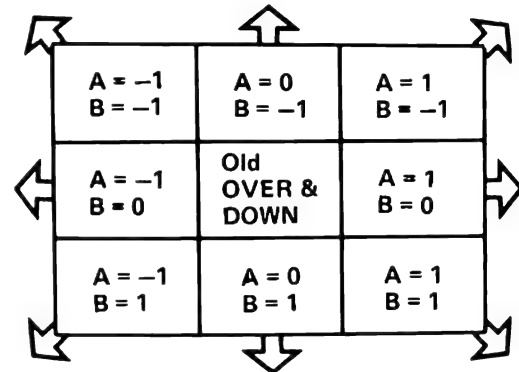 A = −1
B = −1
A = 0
B = −1
A = 1
B = −1
A = −1
B = 0
Old
OVER &
DOWN
A = 1
B = 0
A = −1
B = 1
A = 0
B = 1
A = 1
B = 1